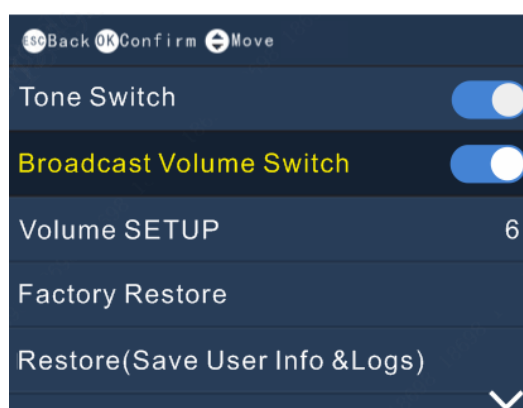 ESC Back OK Confirm Move
Tone Switch
Broadcast Volume Switch
Volume SETUP 6
Factory Restore
Restore(Save User Info &Logs)